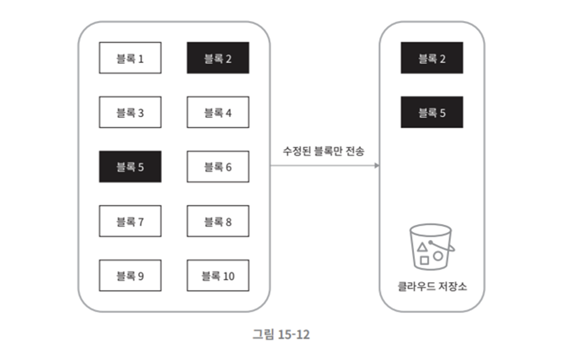 블록 1
블록 2
블록 3
블록 4
블록 5
블록 6
블록 7
블록 8
블록 9
블록 10
수정된 블록만 전송
블록 2
블록 5
클라우드 저장소
그림 15-12